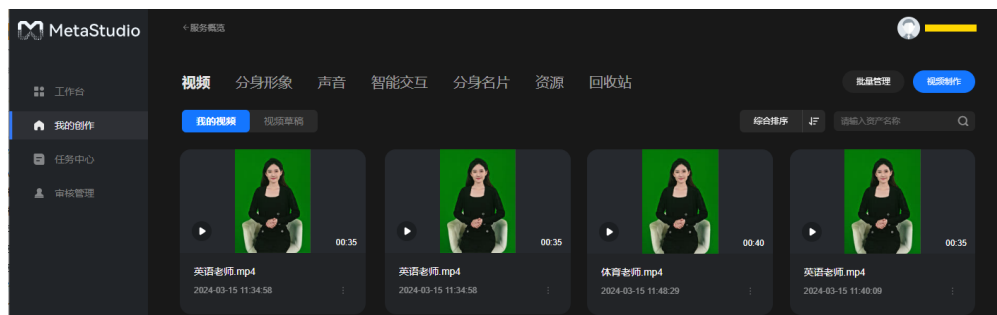 MetaStudio
←服务概览
工作台
我的创作
任务中心
审核管理
视频 分身形象 声音 智能交互 分身名片 资源 回收站
批量管理 视频制作
我的视频 视频草稿
综合排序 请输入资产名称
00:35 00:35 00:40 00:35
英语老师.mp4 英语老师.mp4 体育老师.mp4 英语老师.mp4
2024-03-15 11:34:58 2024-03-15 11:34:58 2024-03-15 11:48:29 2024-03-15 11:40:09